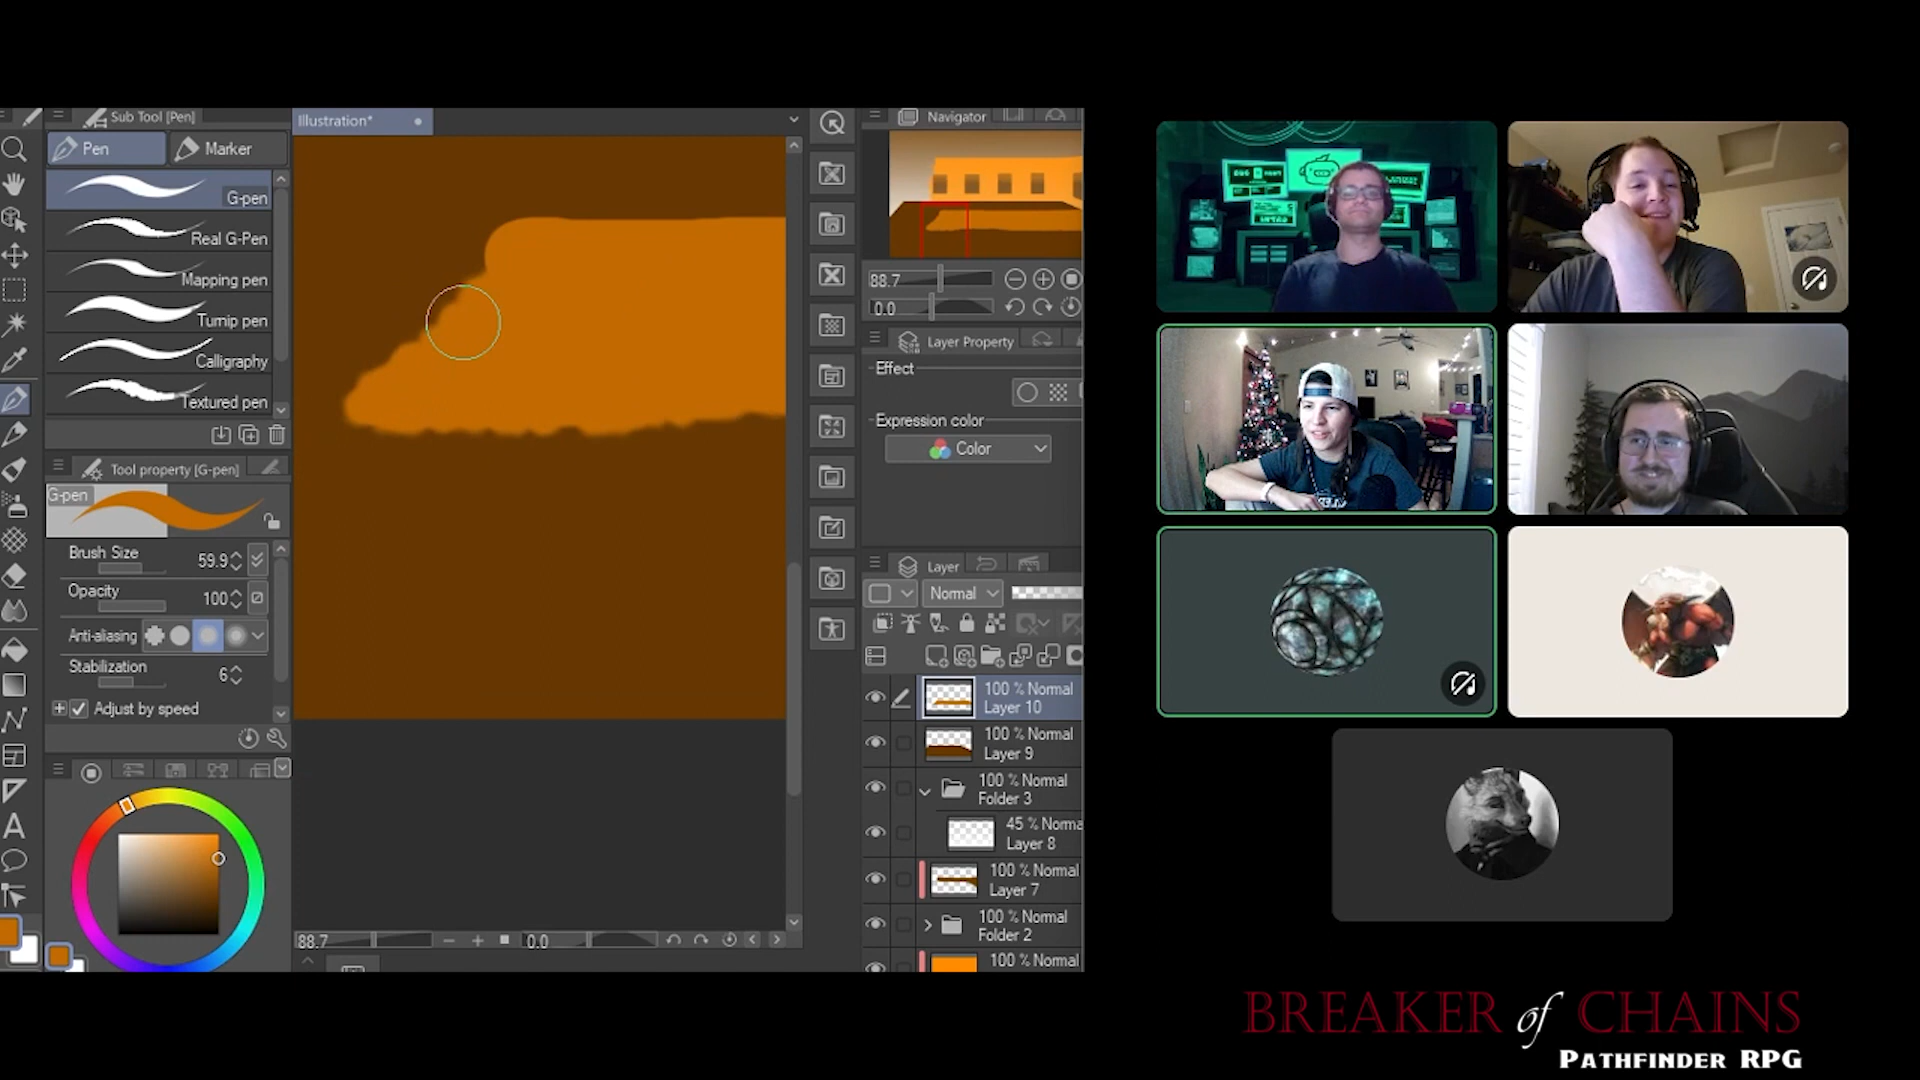 Sub Tool [Pen]
Pen
Marker
G-pen
Real G-Pen
Mapping pen
Turnip pen
Calligraphy
Textured pen
Tool property [G-pen]
G-pen
Brush Size
59.9
Opacity
100
Anti-aliasing
Stabilization
6
Adjust by speed
Illustration*
88.7
0.0
Navigator
88.7
0.0
Layer Property
Effect
Expression color
Color
Layer
Normal
100 % Normal
Layer 10
100 % Normal
Layer 9
100 % Normal
Folder 3
45 % Norma
Layer 8
100 % Normal
Layer 7
100 % Normal
Folder 2
100 % Normal
BREAKER of CHAINS
PATHFINDER RPG